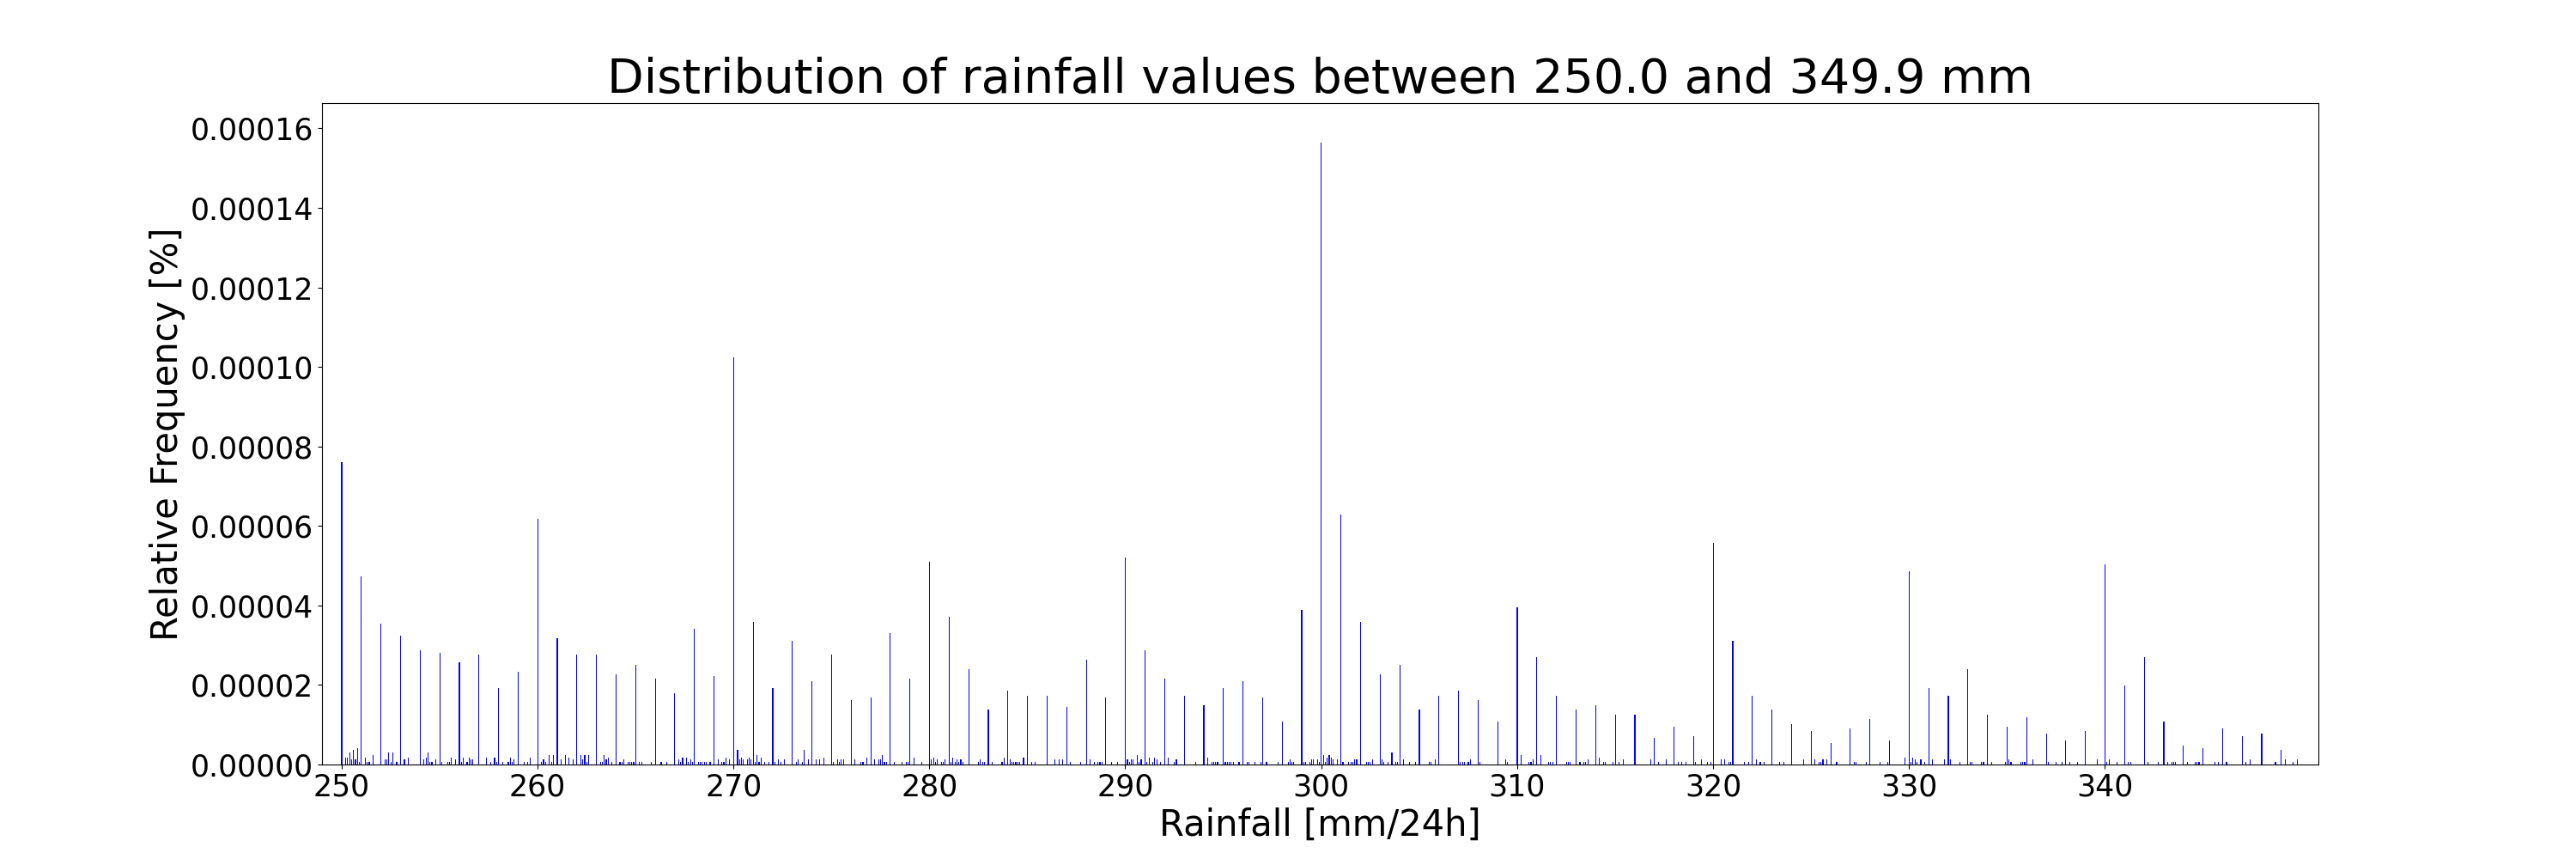 Distribution of rainfall values between 250.0 and 349.9 mm
Relative Frequency [%]
0.00016
0.00014
0.00012
0.00010
0.00008
0.00006
0.00004
0.00002
0.00000
250 260 270 280 290 300 310 320 330 340
Rainfall [mm/24h]